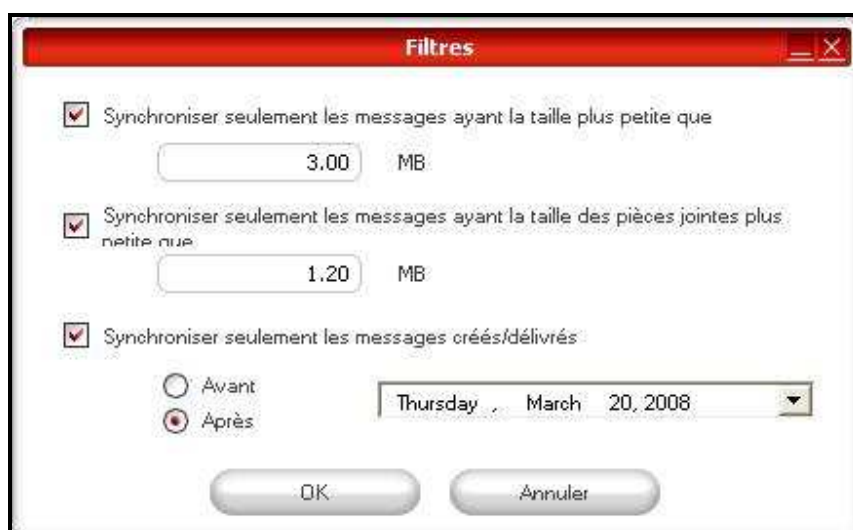 Filtres
Synchroniser seulement les messages ayant la taille plus petite que
3.00 MB
Synchroniser seulement les messages ayant la taille des pièces jointes plus
petite que
1.20 MB
Synchroniser seulement les messages créés/délivrés
Avant
Après
Thursday , March 20, 2008
OK Annuler